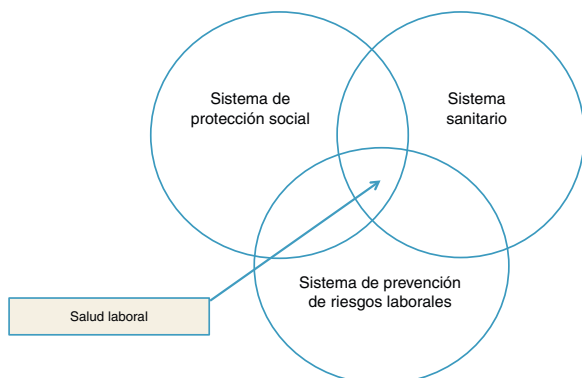 Sistema de
protección social
Sistema
sanitario
Sistema de prevención
de riesgos laborales
Salud laboral